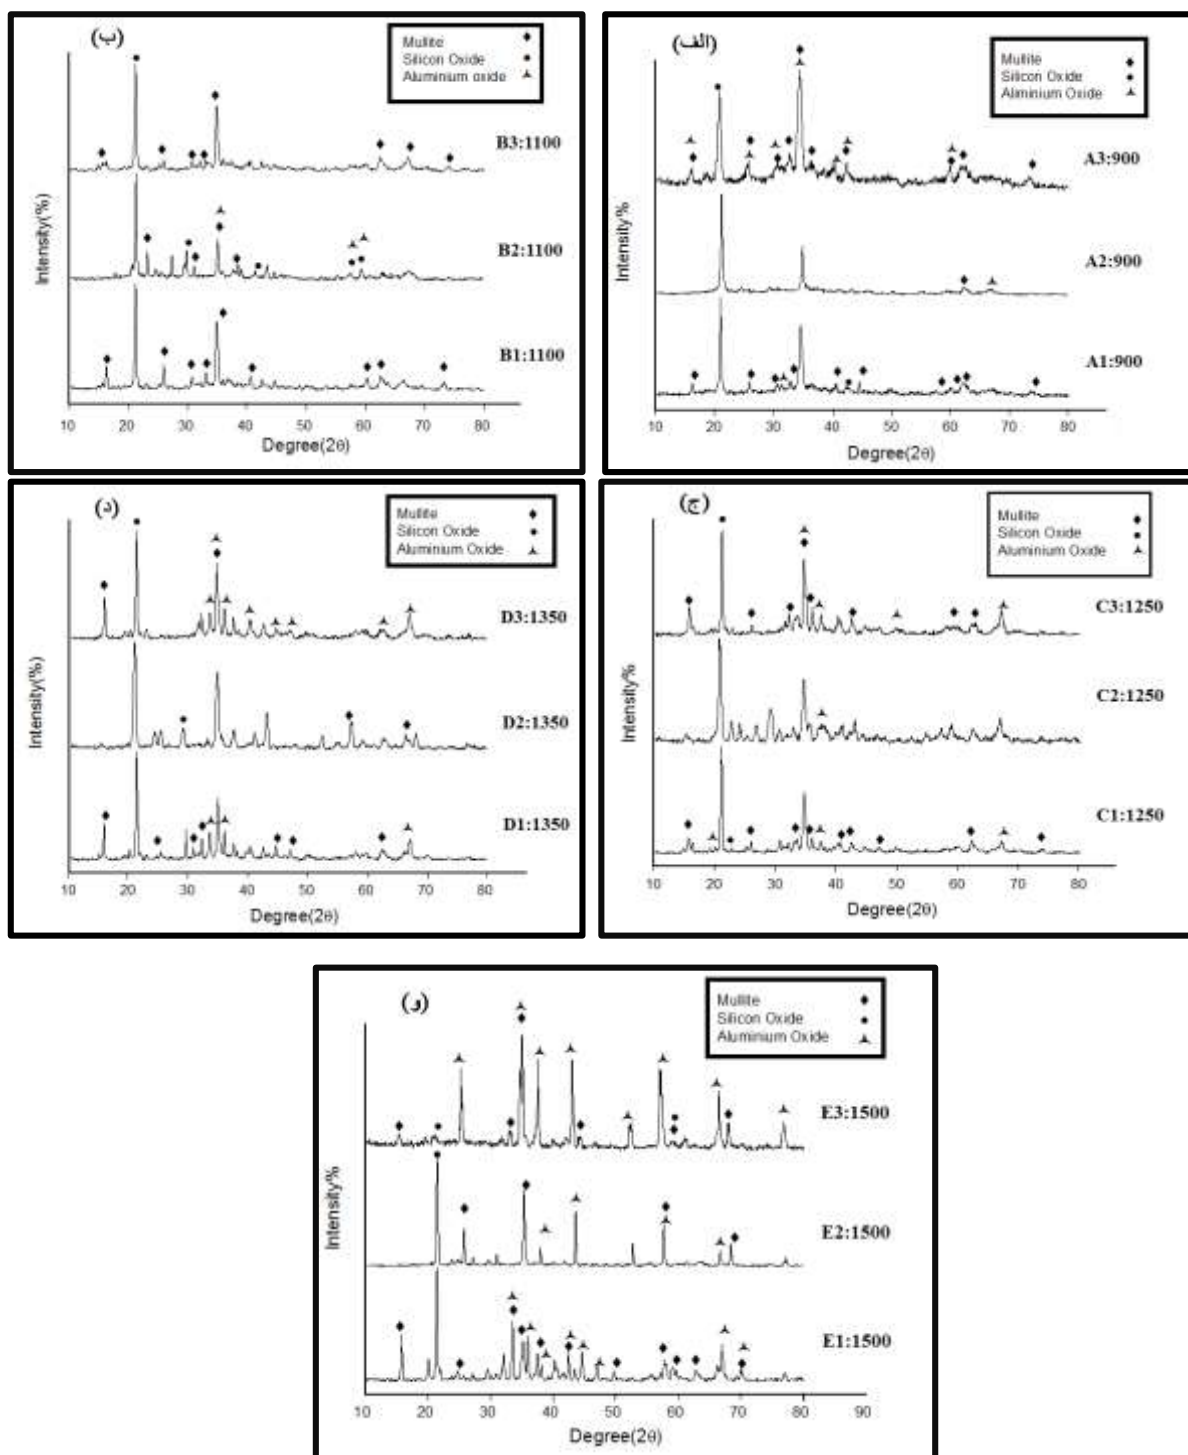 (ب)
Mullite
Silicon Oxide
Aluminium oxide
B3:1100
B2:1100
B1:1100
Intensity(%)
10 20 30 40 50 60 70 80
Degree(2θ)
(الف)
Mullite
Silicon Oxide
Aliminium Oxide
A3:900
A2:900
A1:900
Intensity%
10 20 30 40 50 60 70 80
Degree(2θ)
(د)
Mullite
Silicon Oxide
Aluminium Oxide
D3:1350
D2:1350
D1:1350
Intensity(%)
10 20 30 40 50 60 70 80
Degree(2θ)
(ج)
Mullite
Silicon Oxide
Aluminium Oxide
C3:1250
C2:1250
C1:1250
Intensity%
10 20 30 40 50 60 70 80
Degree(2θ)
(و)
Mullite
Silicon Oxide
Aluminium Oxide
E3:1500
E2:1500
E1:1500
Intensity%
10 20 30 40 50 60 70 80 90
Degree(2θ)